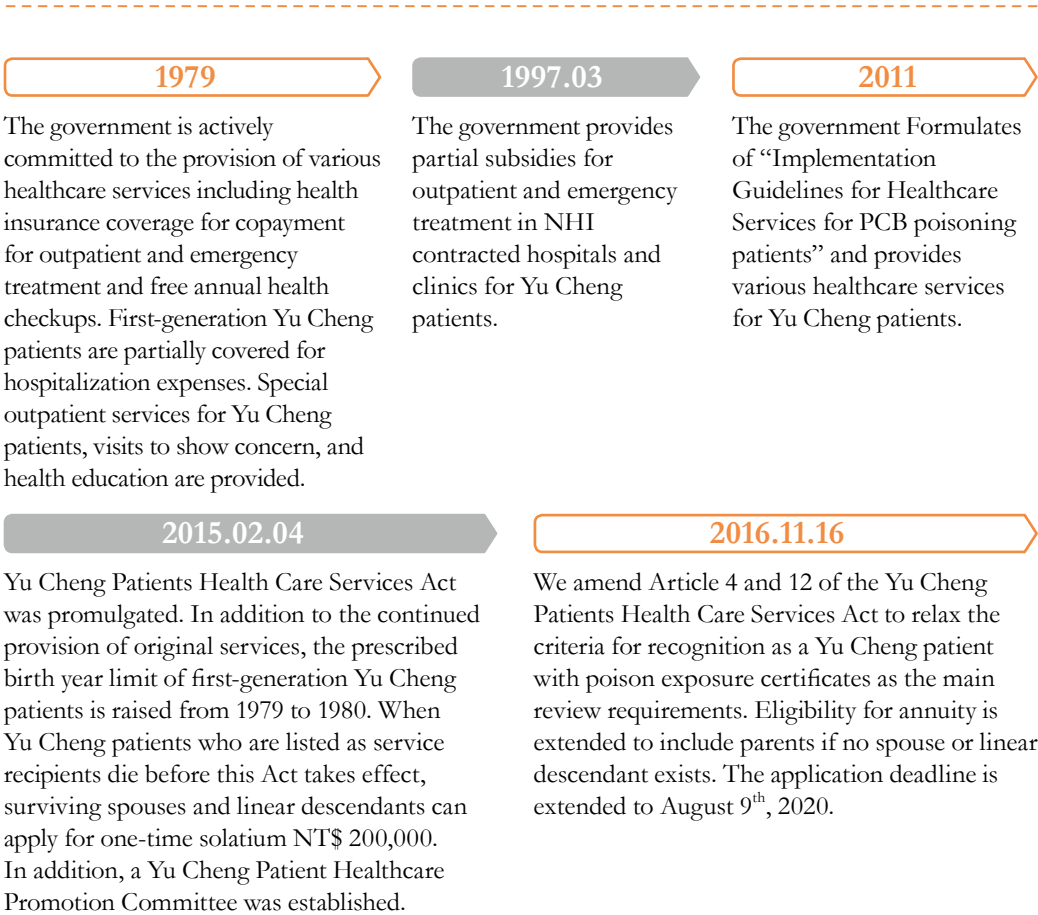 1979
The government is actively
committed to the provision of various
healthcare services including health
insurance coverage for copayment
for outpatient and emergency
treatment and free annual health
checkups. First-generation Yu Cheng
patients are partially covered for
hospitalization expenses. Special
outpatient services for Yu Cheng
patients, visits to show concern, and
health education are provided.
1997.03
The government provides
partial subsidies for
outpatient and emergency
treatment in NHI
contracted hospitals and
clinics for Yu Cheng
patients.
2011
The government Formulates
of “Implementation
Guidelines for Healthcare
Services for PCB poisoning
patients” and provides
various healthcare services
for Yu Cheng patients.
2015.02.04
Yu Cheng Patients Health Care Services Act
was promulgated. In addition to the continued
provision of original services, the prescribed
birth year limit of first-generation Yu Cheng
patients is raised from 1979 to 1980. When
Yu Cheng patients who are listed as service
recipients die before this Act takes effect,
surviving spouses and linear descendants can
apply for one-time solatium NT$ 200,000.
In addition, a Yu Cheng Patient Healthcare
Promotion Committee was established.
2016.11.16
We amend Article 4 and 12 of the Yu Cheng
Patients Health Care Services Act to relax the
criteria for recognition as a Yu Cheng patient
with poison exposure certificates as the main
review requirements. Eligibility for annuity is
extended to include parents if no spouse or linear
descendant exists. The application deadline is
extended to August 9th, 2020.